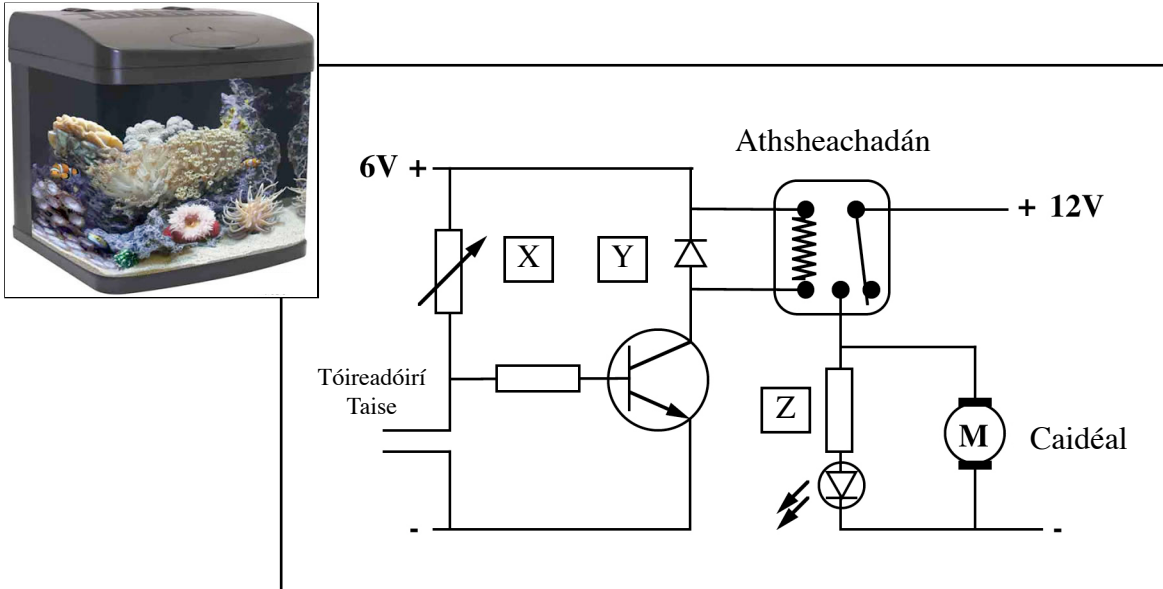 Athsheachadán
6V +
+ 12V
X
Y
Tóireadóirí
Taise
Z
M
Caidéal
-
-